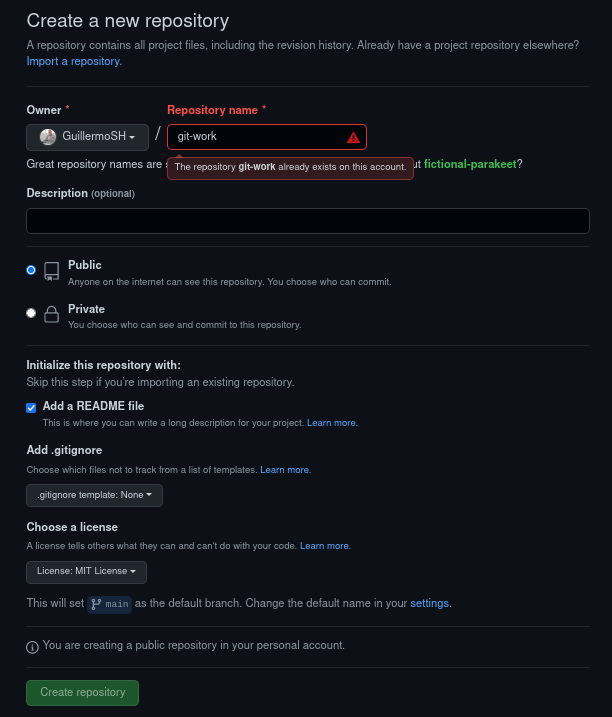 Create a new repository
A repository contains all project files, including the revision history. Already have a project repository elsewhere?
Import a repository.
Owner *
Repository name *
GuillermoSH
/
git-work
Great repository names are
fictional-parakeet?
The repository git-work already exists on this account.
Description (optional)
Public
Anyone on the internet can see this repository. You choose who can commit.
Private
You choose who can see and commit to this repository.
Initialize this repository with:
Skip this step if you're importing an existing repository.
Add a README file
This is where you can write a long description for your project. Learn more.
Add .gitignore
Choose which files not to track from a list of templates. Learn more.
.gitignore template: None
Choose a license
A license tells others what they can and can't do with your code. Learn more.
License: MIT License
This will set main as the default branch. Change the default name in your settings.
You are creating a public repository in your personal account.
Create repository